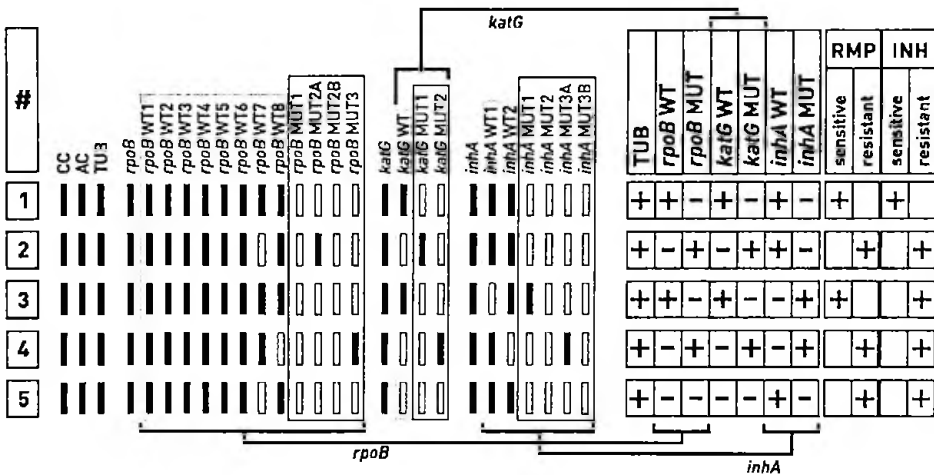 katG
#
CC
AC
TUB
rpoB
rpoB WT1
rpoB WT2
rpoB WT3
rpoB WT4
rpoB WT5
rpoB WT6
rpoB WT7
rpoB WT8
rpoB MUT1
rpoB MUT2A
rpoB MUT2B
rpoB MUT3
katG
katG WT
katG MUT1
katG MUT2
inhA
inhA WT1
inhA WT2
inhA MUT1
inhA MUT2
inhA MUT3A
inhA MUT3B
TUB
rpoB WT
rpoB MUT
katG WT
katG MUT
inhA WT
inhA MUT
RMP INH
sensitive
resistant
sensitive
resistant
1 + + − + − + − + +
2 + − + − + + − + +
3 + + − + − − + + +
4 + − + − + − + + +
5 + − − − − + − + +
rpoB
inhA